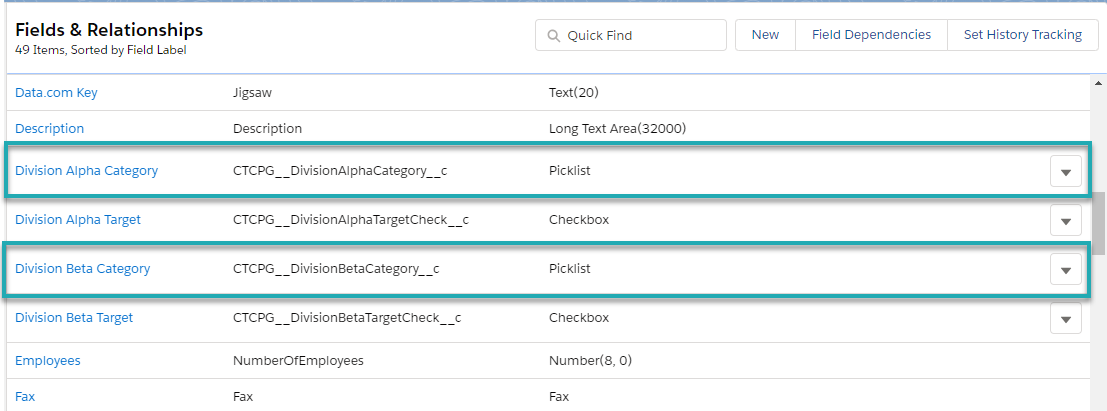 Fields & Relationships
49 Items, Sorted by Field Label
Quick Find
New
Field Dependencies
Set History Tracking
Data.com Key Jigsaw Text(20)
Description Description Long Text Area(32000)
Division Alpha Category CTCPG__DivisionAlphaCategory__c Picklist
Division Alpha Target CTCPG__DivisionAlphaTargetCheck__c Checkbox
Division Beta Category CTCPG__DivisionBetaCategory__c Picklist
Division Beta Target CTCPG__DivisionBetaTargetCheck__c Checkbox
Employees NumberOfEmployees Number(8, 0)
Fax Fax Fax